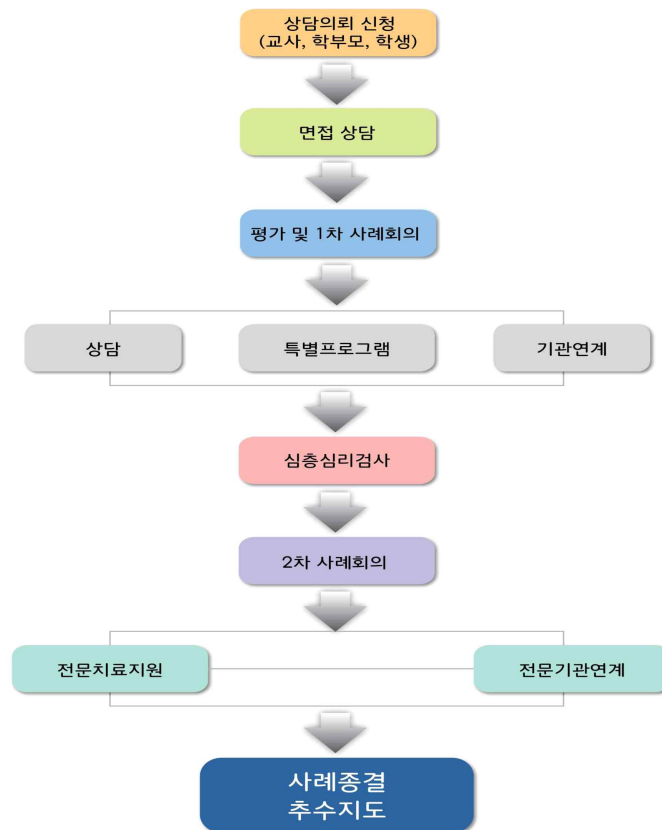 상담의뢰 신청
(교사, 학부모, 학생)
면접 상담
평가 및 1차 사례회의
상담
특별프로그램
기관연계
심층심리검사
2차 사례회의
전문치료지원
전문기관연계
사례종결
추수지도